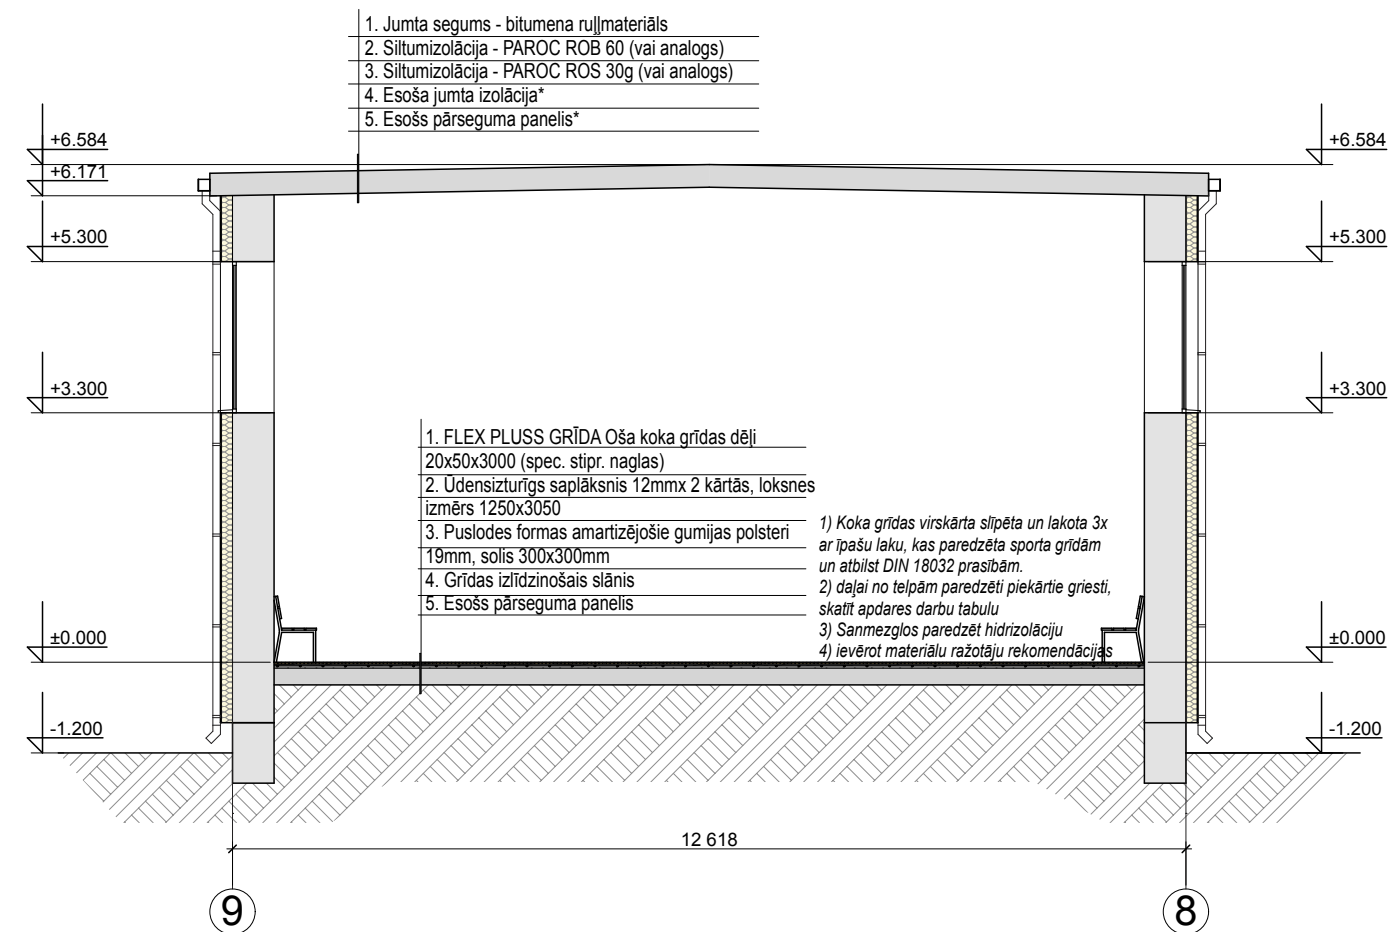 1. Jumta segums - bitumena ruļļmateriāls
2. Siltumizolācija - PAROC ROB 60 (vai analogs)
3. Siltumizolācija - PAROC ROS 30g (vai analogs)
4. Esoša jumta izolācija*
5. Esošs pārseguma panelis*
+6.584
+6.584
+6.171
+5.300
+5.300
+3.300
+3.300
1. FLEX PLUSS GRĪDA Oša koka grīdas dēļi
20x50x3000 (spec. stipr. naglas)
2. Ūdensizturīgs saplāksnis 12mmx 2 kārtās, loksnes
izmērs 1250x3050
3. Puslodes formas amartizējošie gumijas polsteri
19mm, solis 300x300mm
4. Grīdas izlīdzinošais slānis
5. Esošs pārseguma panelis
1) Koka grīdas virskārta slīpēta un lakota 3x
ar īpašu laku, kas paredzēta sporta grīdām
un atbilst DIN 18032 prasībām.
2) daļai no telpām paredzēti piekārtie griesti,
skatīt apdares darbu tabulu
3) Sanmezglos paredzēt hidrizolāciju
4) ievērot materiālu ražotāju rekomendācijas
±0.000
±0.000
-1.200
-1.200
12 618
9
8